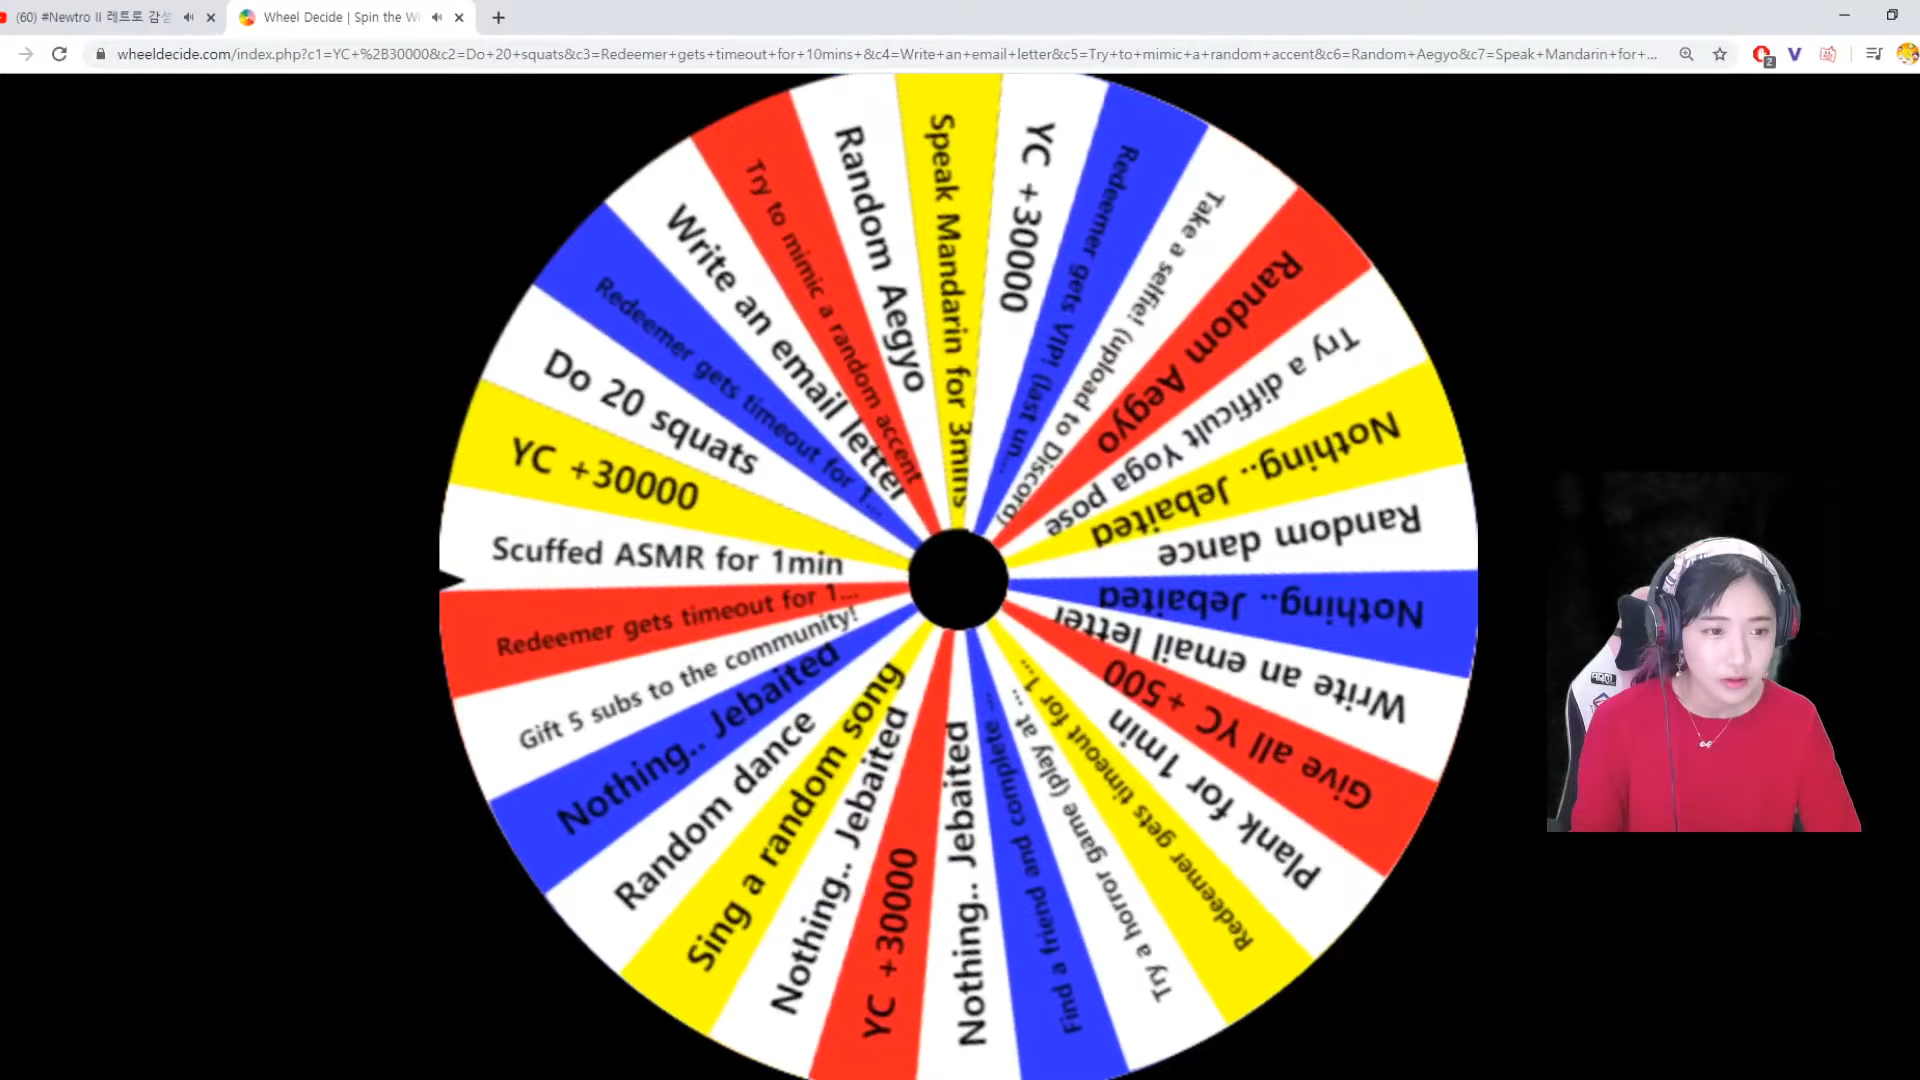 (60) #Newtro II 레트로 감성
Wheel Decide | Spin the W
wheeldecide.com/index.php?c1=YC+%2B30000&c2=Do+20+squats&c3=Redeemer+gets+timeout+for+10mins+&c4=Write+an+email+letter&c5=Try+to+mimic+a+random+accent&c6=Random+Aegyo&c7=Speak+Mandarin+for+...
2
Speak Mandarin for 3mins
YC +30000
Redeemer gets VIP! (last un...
Take a selfie! (upload to Discord)
Random Aegyo
Try a difficult Yoga pose
Nothing.. Jebaited
Random dance
Nothing.. Jebaited
Write an email letter
Give all YC +500
Plank for 1min
Redeemer gets timeout for 1...
Try a horror game (play at ...
Find a friend and complete ...
Nothing.. Jebaited
YC +30000
Nothing.. Jebaited
Sing a random song
Random dance
Nothing.. Jebaited
Gift 5 subs to the community!
Redeemer gets timeout for 1...
Scuffed ASMR for 1min
YC +30000
Do 20 squats
Redeemer gets timeout for 1...
Write an email letter
Try to mimic a random accent
Random Aegyo